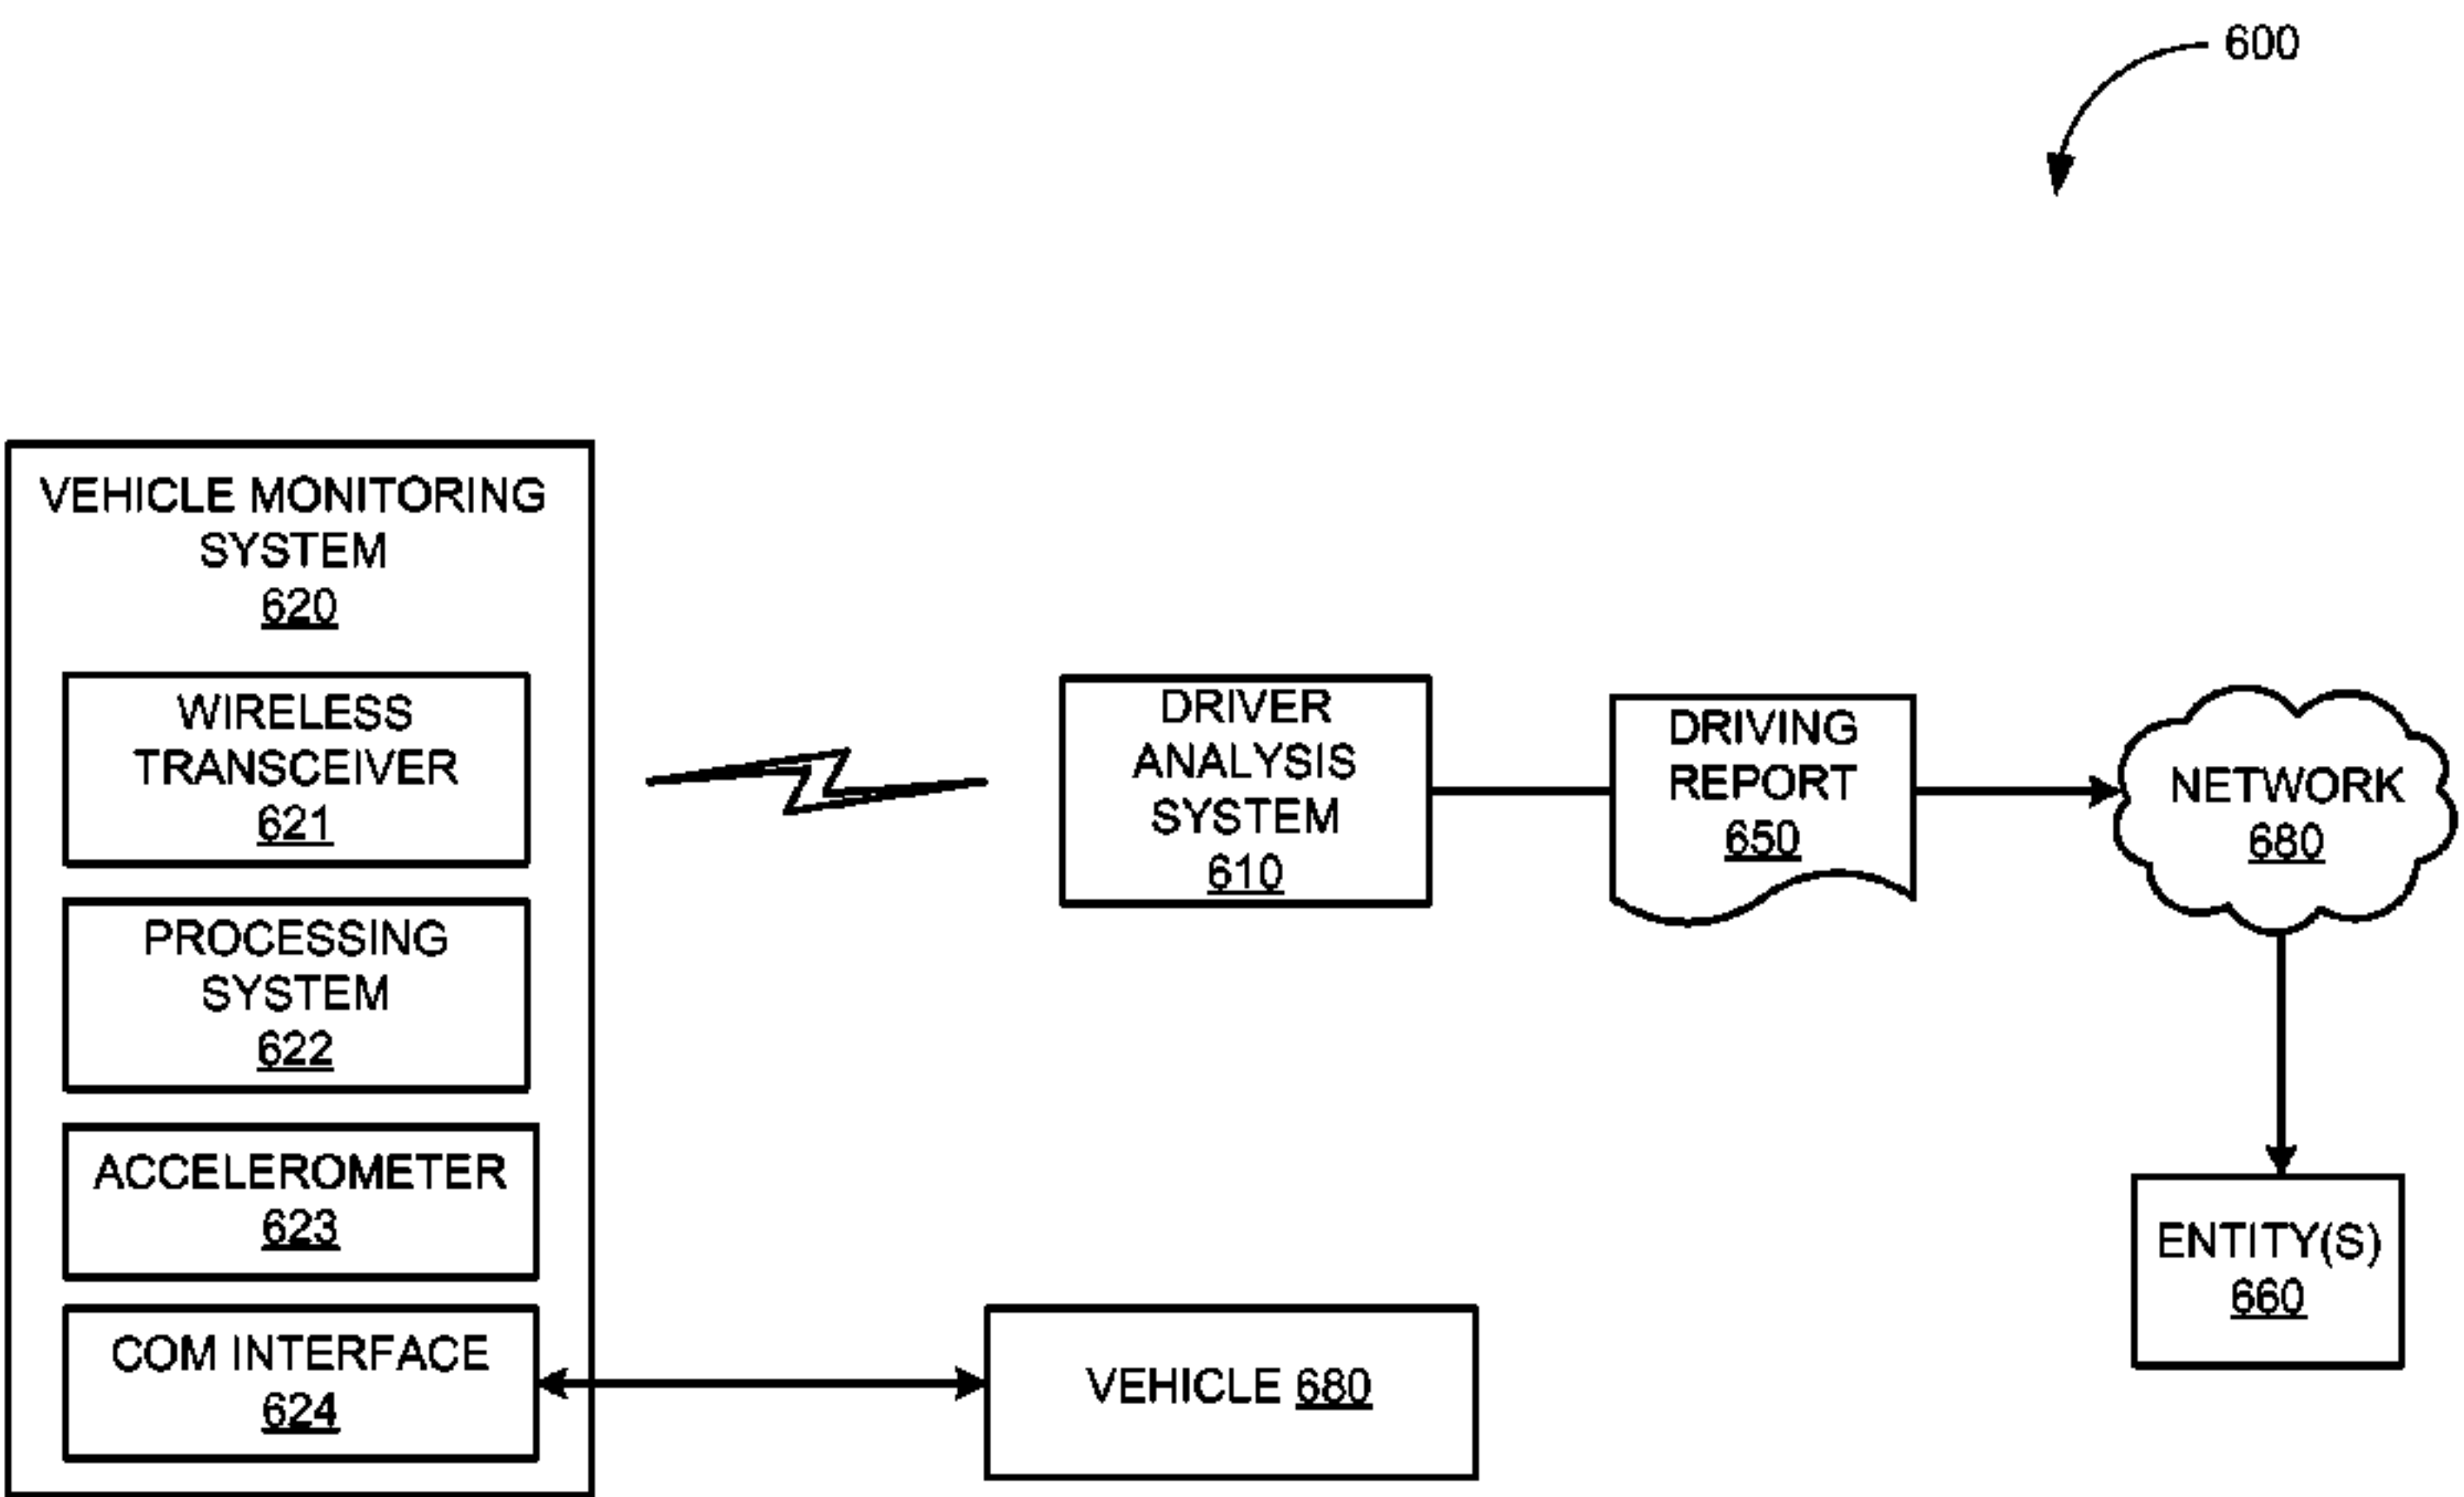 600
VEHICLE MONITORING
SYSTEM
620
WIRELESS
TRANSCEIVER
621
PROCESSING
SYSTEM
622
ACCELEROMETER
623
COM INTERFACE
624
DRIVER
ANALYSIS
SYSTEM
610
DRIVING
REPORT
650
NETWORK
680
ENTITY(S)
660
VEHICLE 680